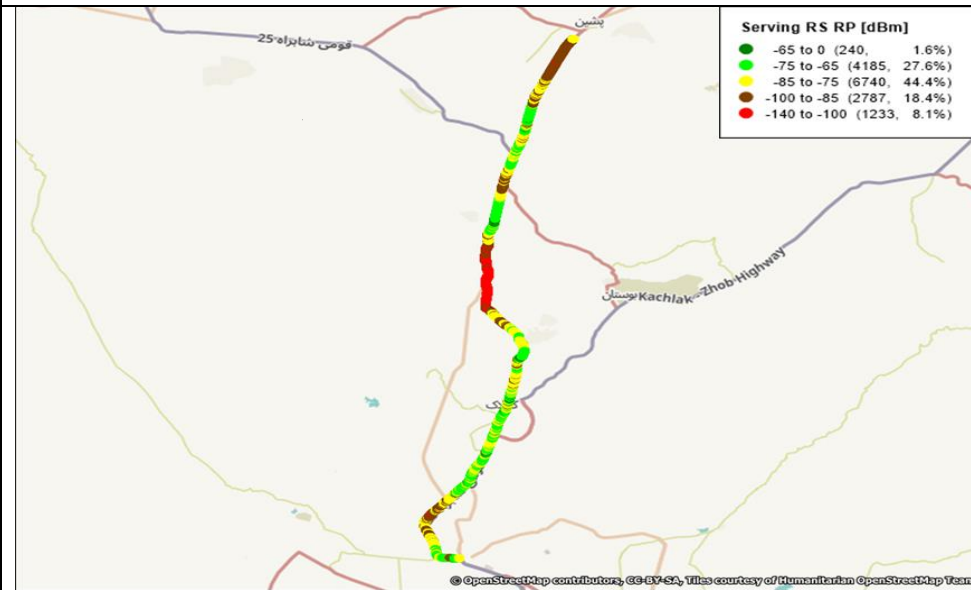 پشین
قومی شاہراہ 25
Serving RS RP [dBm]
-65 to 0 (240, 1.6%)
-75 to -65 (4185, 27.6%)
-85 to -75 (6740, 44.4%)
-100 to -85 (2787, 18.4%)
-140 to -100 (1233, 8.1%)
بوستان
Kachlak - Zhob Highway
© OpenStreetMap contributors, CC-BY-SA, Tiles courtesy of Humanitarian OpenStreetMap Team